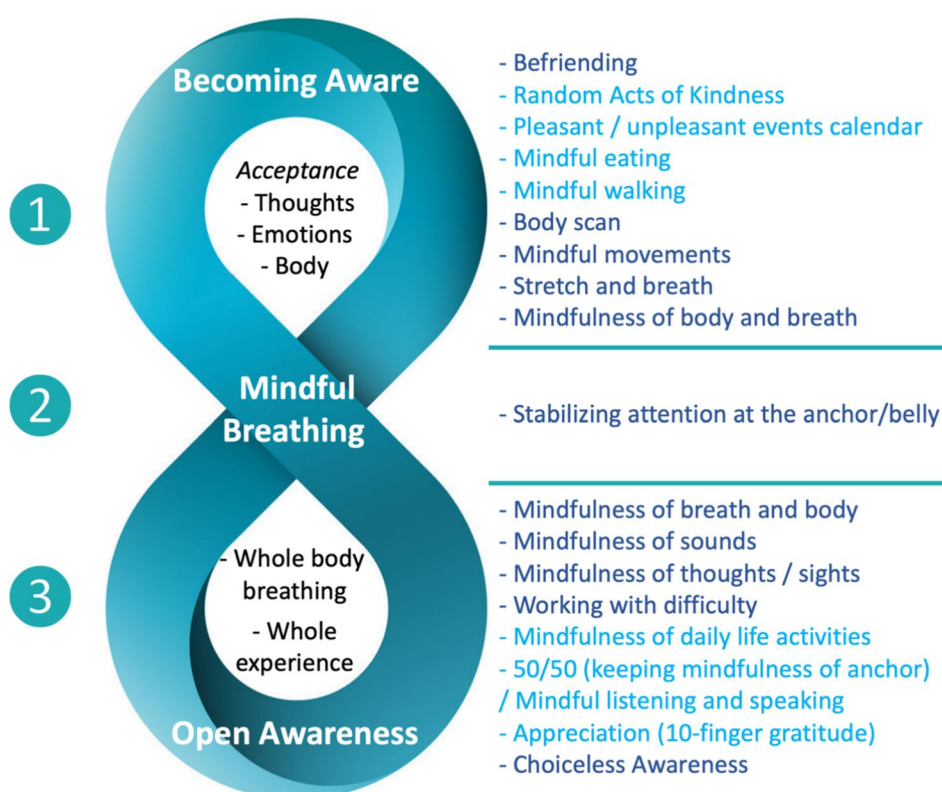 1
Becoming Aware
Acceptance
- Thoughts
- Emotions
- Body
- Befriending
- Random Acts of Kindness
- Pleasant / unpleasant events calendar
- Mindful eating
- Mindful walking
- Body scan
- Mindful movements
- Stretch and breath
- Mindfulness of body and breath
2
Mindful
Breathing
- Stabilizing attention at the anchor/belly
3
- Whole body
breathing
- Whole
experience
Open Awareness
- Mindfulness of breath and body
- Mindfulness of sounds
- Mindfulness of thoughts / sights
- Working with difficulty
- Mindfulness of daily life activities
- 50/50 (keeping mindfulness of anchor)
/ Mindful listening and speaking
- Appreciation (10-finger gratitude)
- Choiceless Awareness